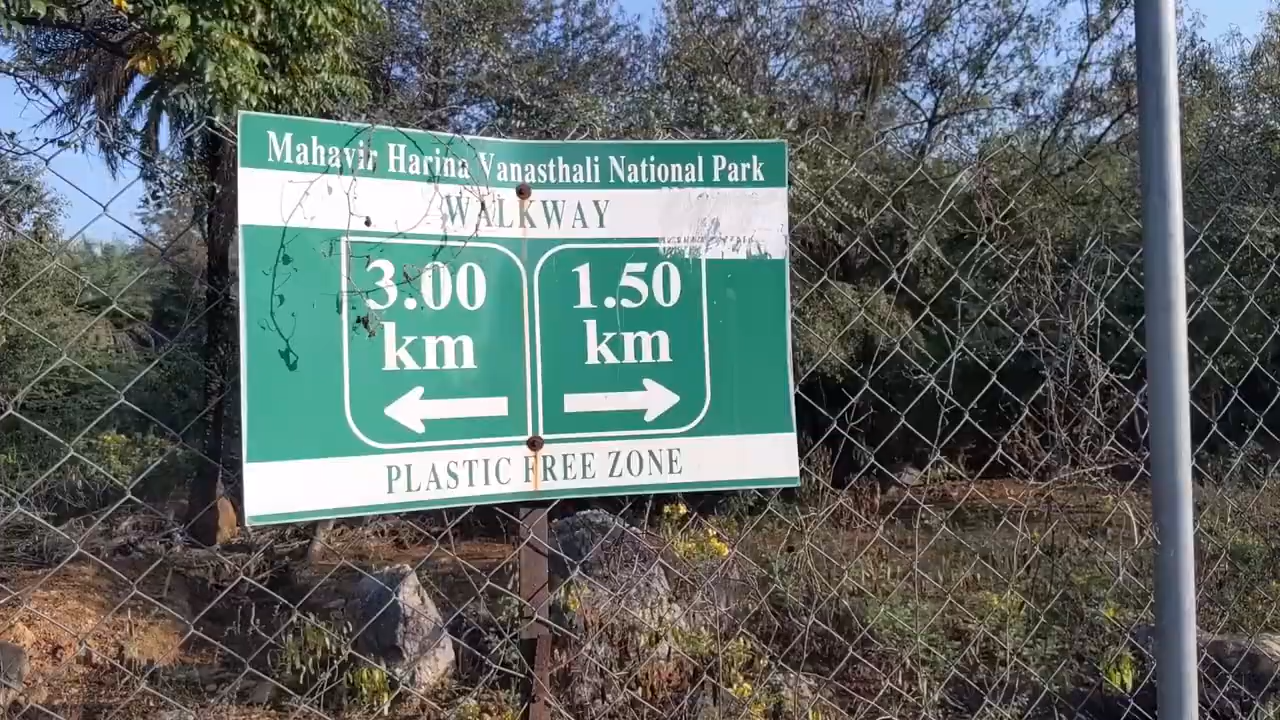 Mahavir Harina Vanasthali National Park
WALKWAY
3.00
km
1.50
km
PLASTIC FREE ZONE